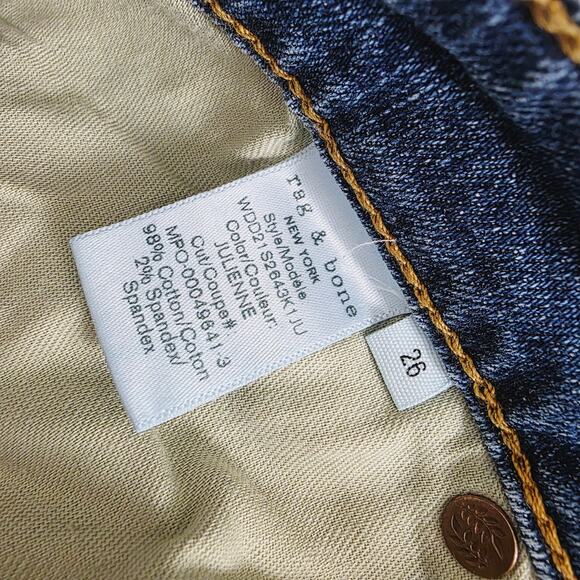 rag & bone
NEW YORK
Style/Modele
WDD21S2643K1JU
Color/Couleur:
JULIENNE
Cut/Coupe#
MPO-00049641-3
98% Cotton/Coton
2% Spandex/
Spandex
26